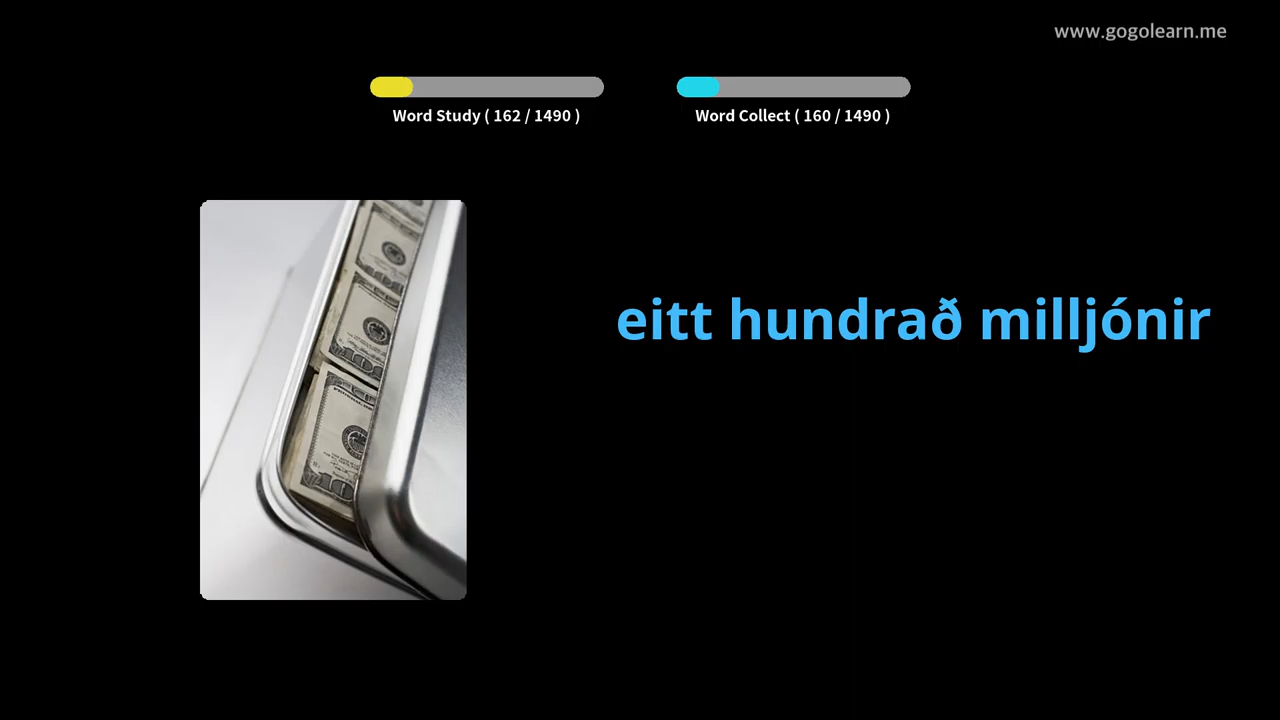 www.gogolearn.me
Word Study ( 162 / 1490 )
Word Collect ( 160 / 1490 )
eitt hundrað milljónir